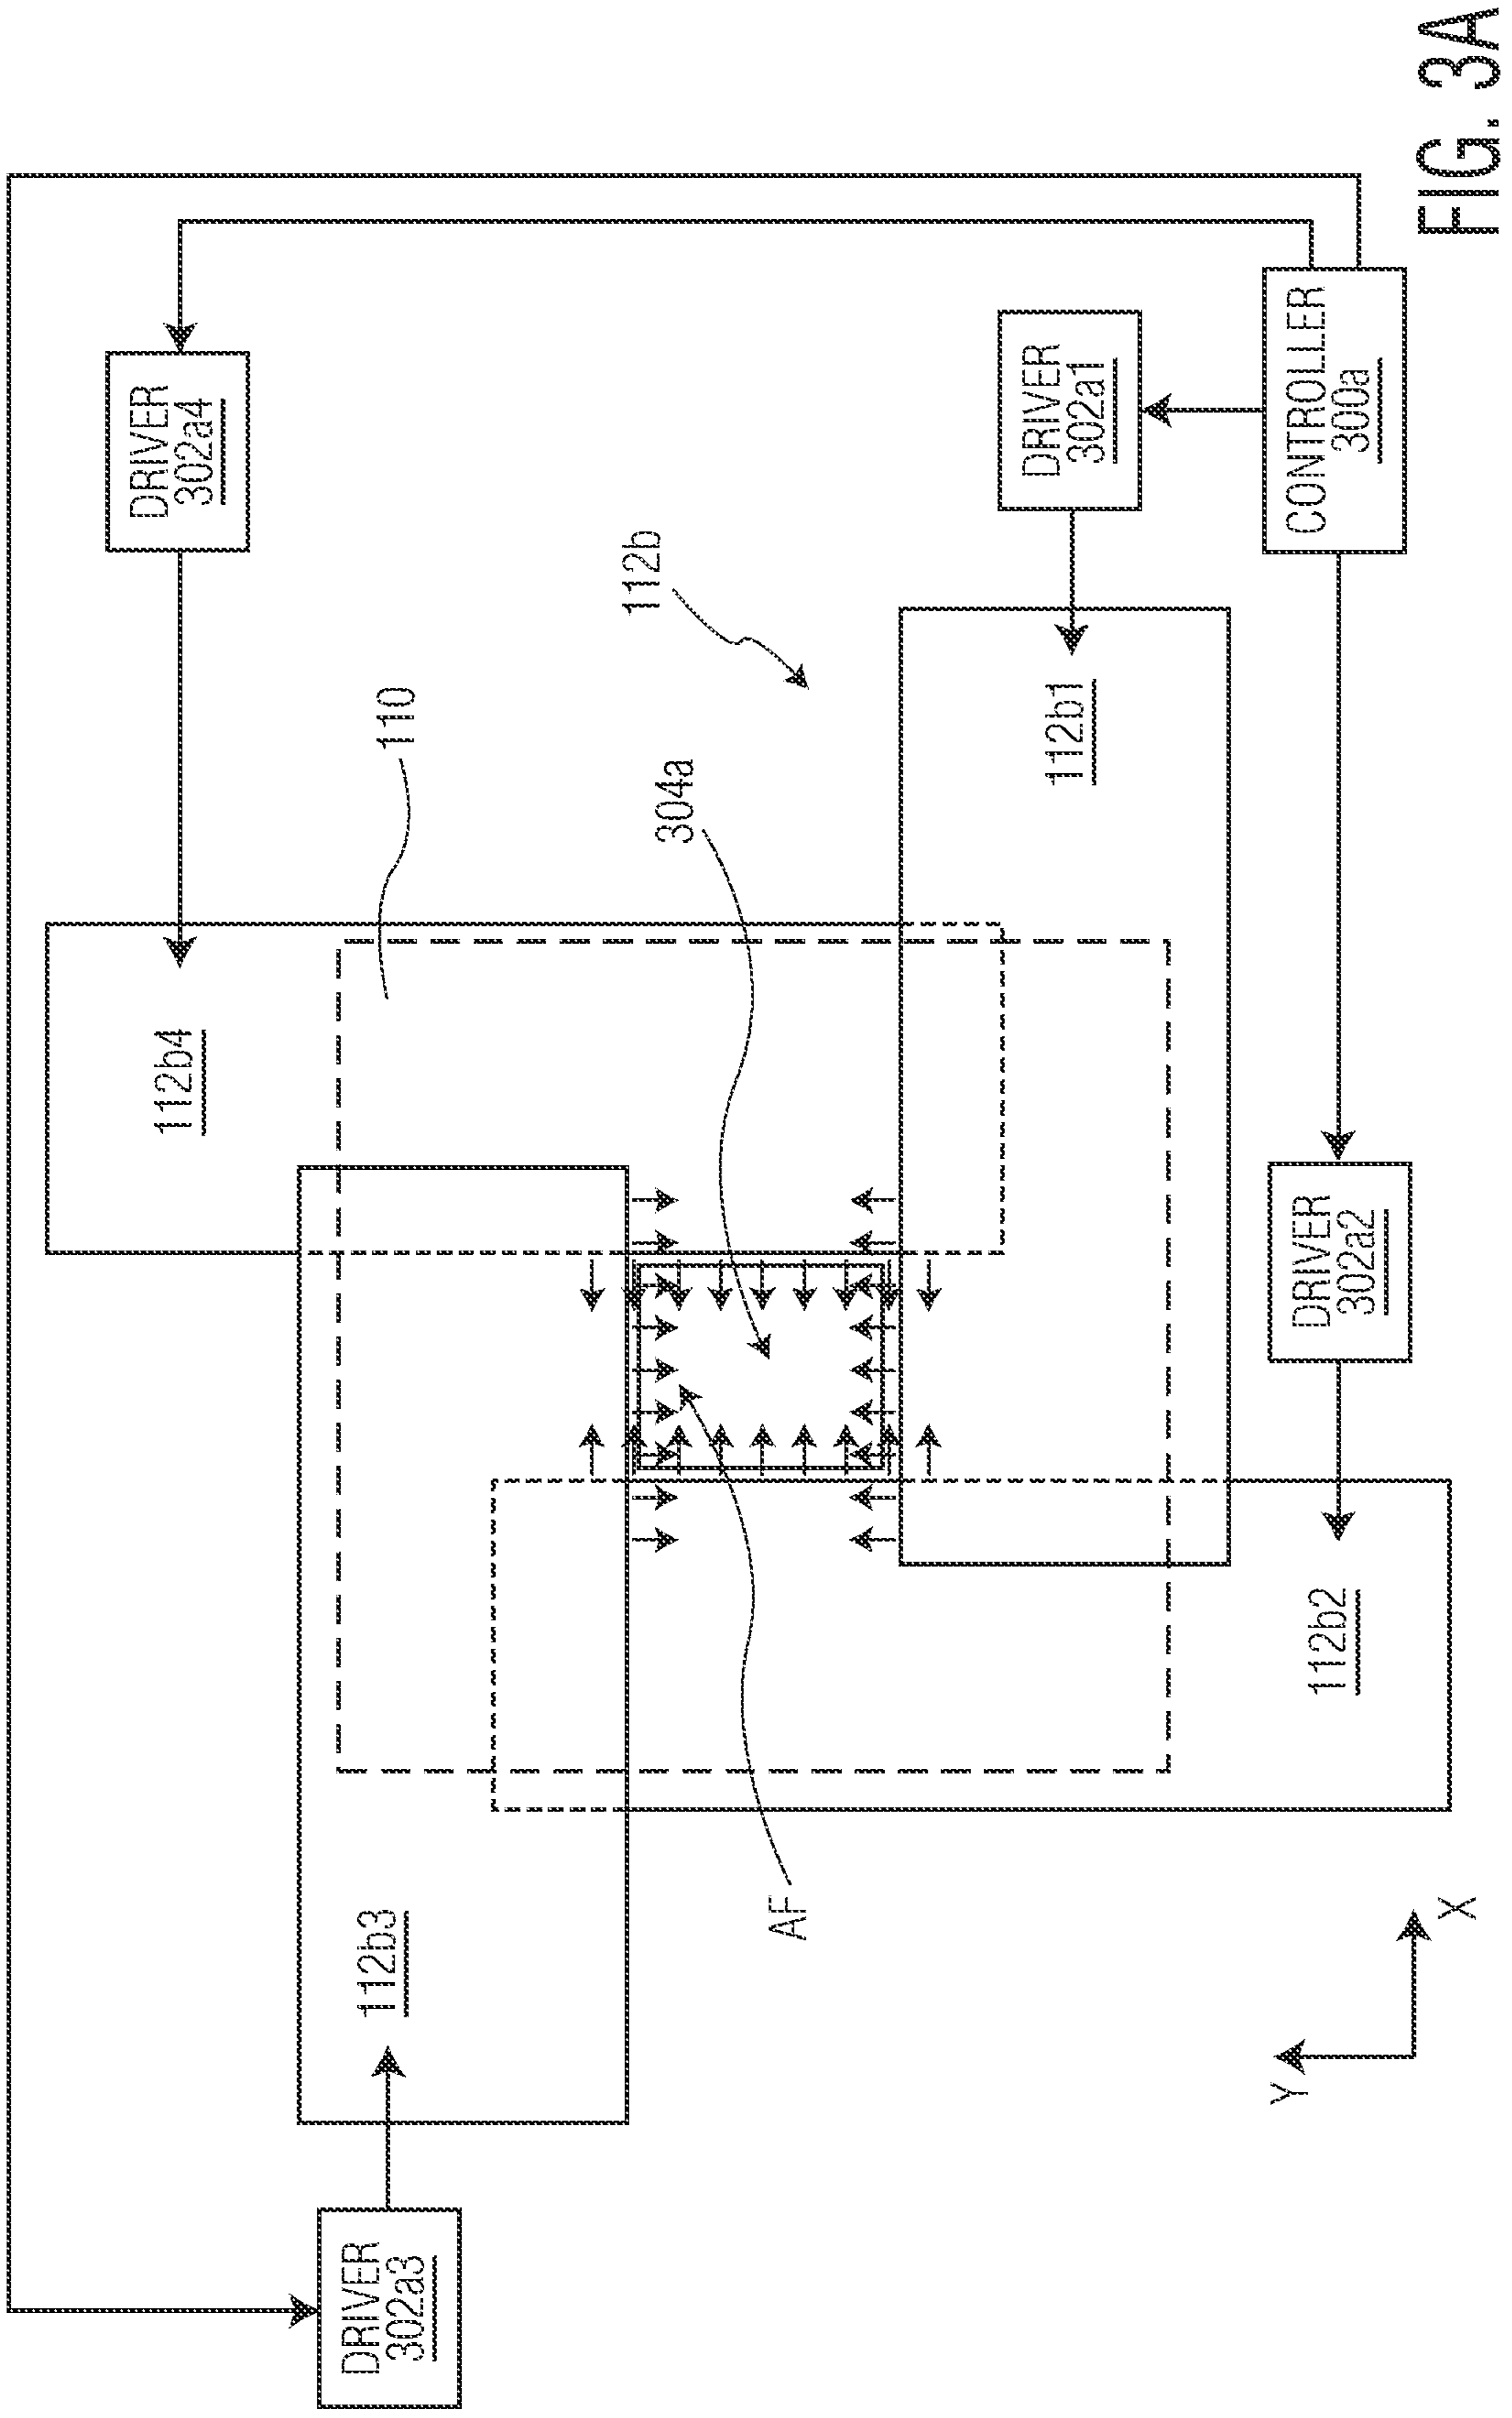 DRIVER
302a4
112b4
110
112b
304a
DRIVER
302a3
112b3
AF
DRIVER
302a1
112b1
CONTROLLER
300a
DRIVER
302a2
112b2
Y
X
FIG. 3A